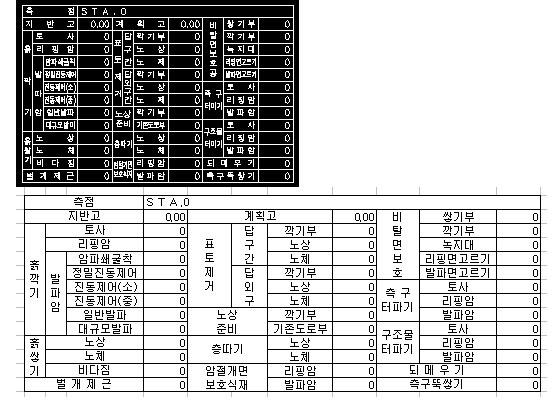 측 점 STA.0
지 반 고 0.00 계 획 고 0.00 비탈면보호공 쌓기부 0
흙깎기 토 사 0 표토제거 답구간 깎기부 0 깎기부 0
리핑암 0 노 상 0 녹지대 0
발파암 암파쇄굴착 0 노 체 0 리핑면고르기 0
정밀진동제어 0 답외구간 깎기부 0 발파면고르기 0
진동제어(소) 0 노 상 0 측 구 터파기 토 사 0
진동제어(중) 0 노 체 0 리핑암 0
일반발파 0 노상준비 깎기부 0 발파암 0
대규모발파 0 기존도로부 0 구조물 터파기 토 사 0
흙쌓기 노 상 0 층따기 노 상 0 리핑암 0
노 체 0 노 체 0 발파암 0
비다짐 0 암절개면 보호식재 리핑암 0 되메우기 0
벌개제근 0 발파암 0 측구뚝쌓기 0
측점 STA.0
지반고 0.00 계획고 0.00 비탈면보호 쌍기부 0
흙깍기 토사 0 표토제거 답구간 깍기부 0 깍기부 0
리핑암 0 노상 0 녹지대 0
발파암 암파쇄굴착 0 노체 0 리핑면고르기 0
정밀진동제어 0 답외구 깍기부 0 발파면고르기 0
진동제어(소) 0 노상 0 측 구 터파기 토사 0
진동제어(중) 0 노체 0 리핑암 0
일반발파 0 노상 준비 깍기부 0 발파암 0
대규모발파 0 기존도로부 0 구조물 터파기 토사 0
흙쌍기 노상 0 층따기 노상 0 리핑암 0
노체 0 노체 0 발파암 0
비다짐 0 암절개면 보호식재 리핑암 0 되메우기 0
벌개제근 0 발파암 0 측구뚝쌍기 0